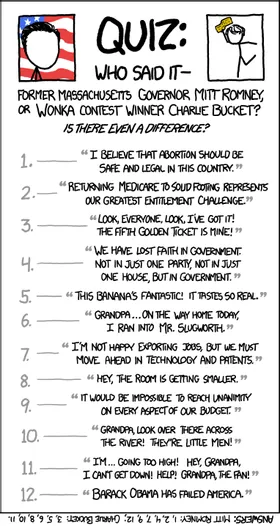 QUIZ:
WHO SAID IT—
FORMER MASSACHUSETTS GOVERNOR MITT ROMNEY,
OR WONKA CONTEST WINNER CHARLIE BUCKET?
IS THERE EVEN A DIFFERENCE?
1. "I BELIEVE THAT ABORTION SHOULD BE
SAFE AND LEGAL IN THIS COUNTRY."
2. "RETURNING MEDICARE TO SOLID FOOTING REPRESENTS
OUR GREATEST ENTITLEMENT CHALLENGE."
3. "LOOK, EVERYONE, LOOK, I'VE GOT IT!
THE FIFTH GOLDEN TICKET IS MINE!"
4. "WE HAVE LOST FAITH IN GOVERNMENT.
NOT IN JUST ONE PARTY, NOT IN JUST
ONE HOUSE, BUT IN GOVERNMENT."
5. "THIS BANANA'S FANTASTIC! IT TASTES SO REAL."
6. "GRANDPA...ON THE WAY HOME TODAY,
I RAN INTO MR. SLUGWORTH."
7. "I'M NOT HAPPY EXPORTING JOBS, BUT WE MUST
MOVE AHEAD IN TECHNOLOGY AND PATENTS."
8. "HEY, THE ROOM IS GETTING SMALLER."
9. "IT WOULD BE IMPOSSIBLE TO REACH UNANIMITY
ON EVERY ASPECT OF OUR BUDGET."
10. "GRANDPA, LOOK OVER THERE ACROSS
THE RIVER! THEY'RE LITTLE MEN!"
11. "I'M... GOING TOO HIGH! HEY, GRANDPA,
I CAN'T GET DOWN! HELP! GRANDPA, THE FAN!"
12. "BARACK OBAMA HAS FAILED AMERICA."
ANSWERS: MITT ROMNEY: 1, 2, 4, 7, 9, 12; CHARLIE BUCKET: 3, 5, 6, 8, 10, 11.